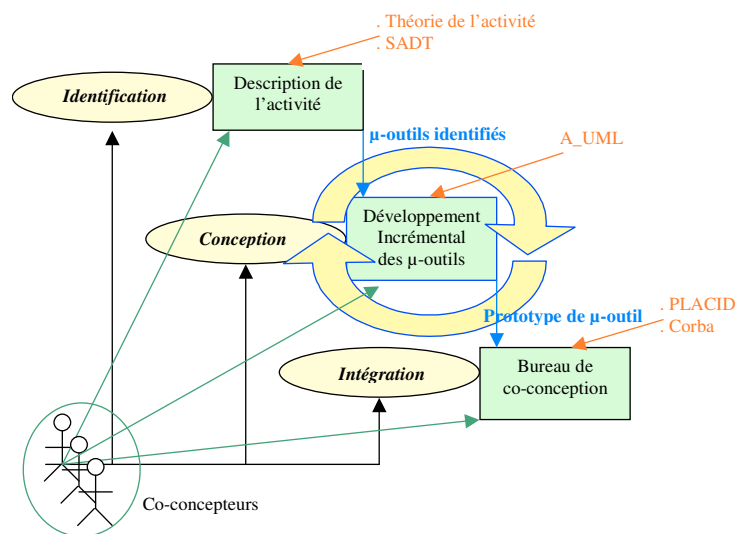 . Théorie de l'activité
. SADT
Identification
Description de
l'activité
µ-outils identifiés
A_UML
Conception
Développement
Incrémental
des µ-outils
Prototype de µ-outil
. PLACID
. Corba
Intégration
Bureau de
co-conception
Co-concepteurs